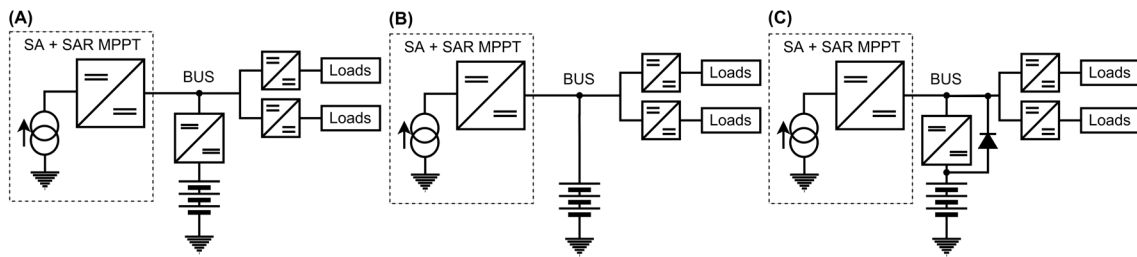 (A)
SA + SAR MPPT
BUS
Loads
Loads
(B)
SA + SAR MPPT
BUS
Loads
Loads
(C)
SA + SAR MPPT
BUS
Loads
Loads